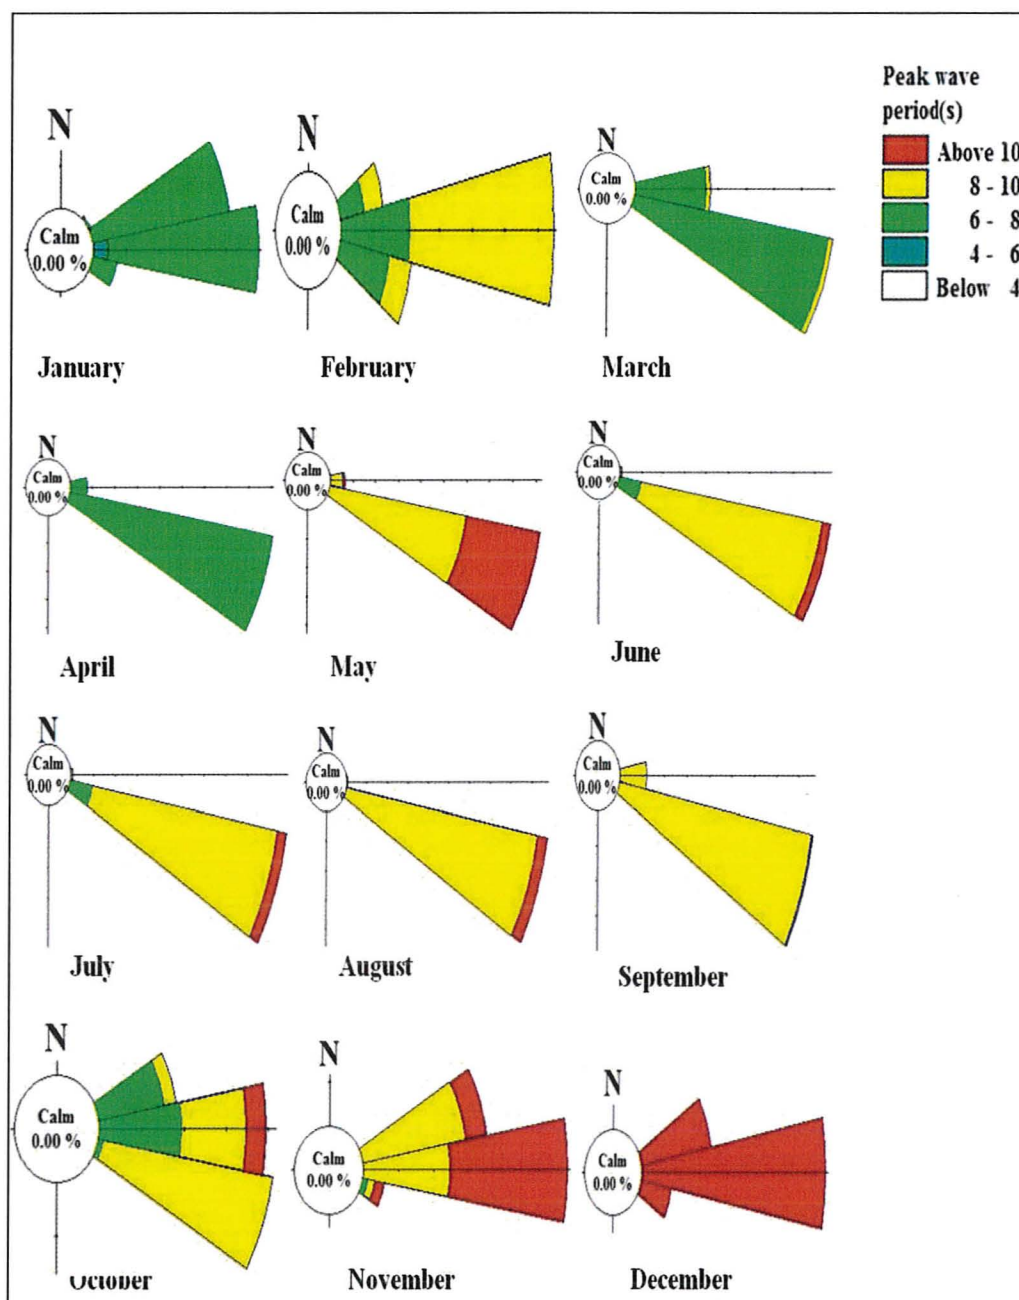 Peak wave
period(s)
Above 10
8 - 10
6 - 8
4 - 6
Below 4
N
Calm
0.00 %
January
N
Calm
0.00 %
February
N
Calm
0.00 %
March
N
Calm
0.00 %
April
N
Calm
0.00 %
May
N
Calm
0.00 %
June
N
Calm
0.00 %
July
N
Calm
0.00 %
August
N
Calm
0.00 %
September
N
Calm
0.00 %
October
N
Calm
0.00 %
November
N
Calm
0.00 %
December